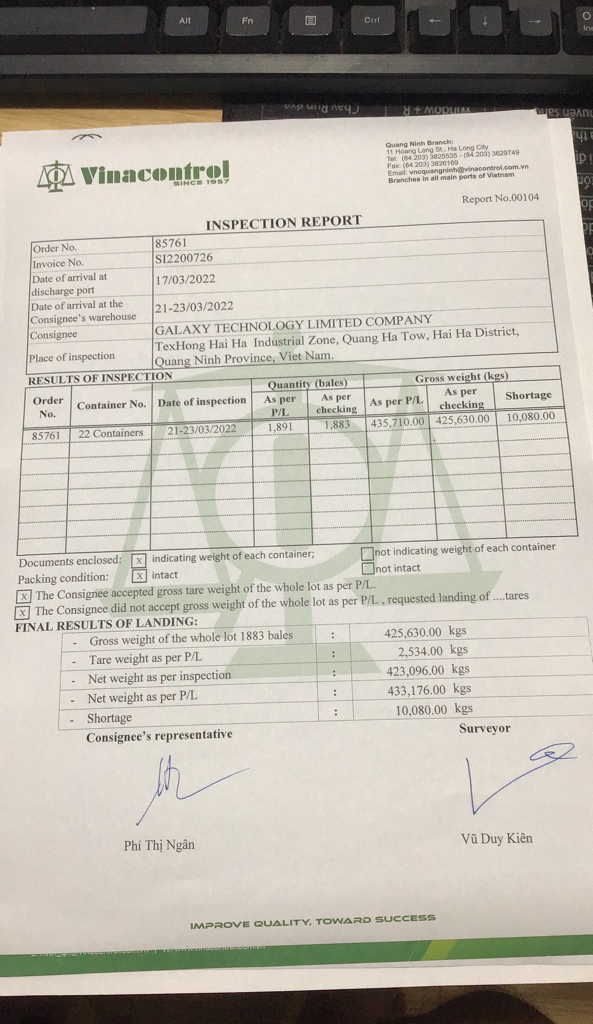 Alt
Fn
Ctrl
Vinacontrol
SINCE 1957
Quang Ninh Branch:
11 Hoang Long St., Ha Long City
Tel: (84.203) 3825535 - (84.203) 3829749
Fax: (84.203) 3826169
Email: vncquangninh@vinacontrol.com.vn
Branches in all main ports of Vietnam
Report No.00104
INSPECTION REPORT
Order No. 85761
Invoice No. SI2200726
Date of arrival at discharge port 17/03/2022
Date of arrival at the Consignee's warehouse 21-23/03/2022
Consignee GALAXY TECHNOLOGY LIMITED COMPANY
Place of inspection TexHong Hai Ha Industrial Zone, Quang Ha Tow, Hai Ha District, Quang Ninh Province, Viet Nam.
RESULTS OF INSPECTION
Order No. Container No. Date of inspection Quantity (bales) As per P/L As per checking Gross weight (kgs) As per P/L As per checking Shortage
85761 22 Containers 21-23/03/2022 1,891 1,883 435,710.00 425,630.00 10,080.00
Documents enclosed: x indicating weight of each container; not indicating weight of each container
Packing condition: x intact not intact
x The Consignee accepted gross tare weight of the whole lot as per P/L.
x The Consignee did not accept gross weight of the whole lot as per P/L , requested landing of ....tares
FINAL RESULTS OF LANDING:
- Gross weight of the whole lot 1883 bales : 425,630.00 kgs
- Tare weight as per P/L : 2,534.00 kgs
- Net weight as per inspection : 423,096.00 kgs
- Net weight as per P/L : 433,176.00 kgs
- Shortage : 10,080.00 kgs
Consignee's representative Surveyor
Phí Thị Ngân Vũ Duy Kiên
IMPROVE QUALITY, TOWARD SUCCESS